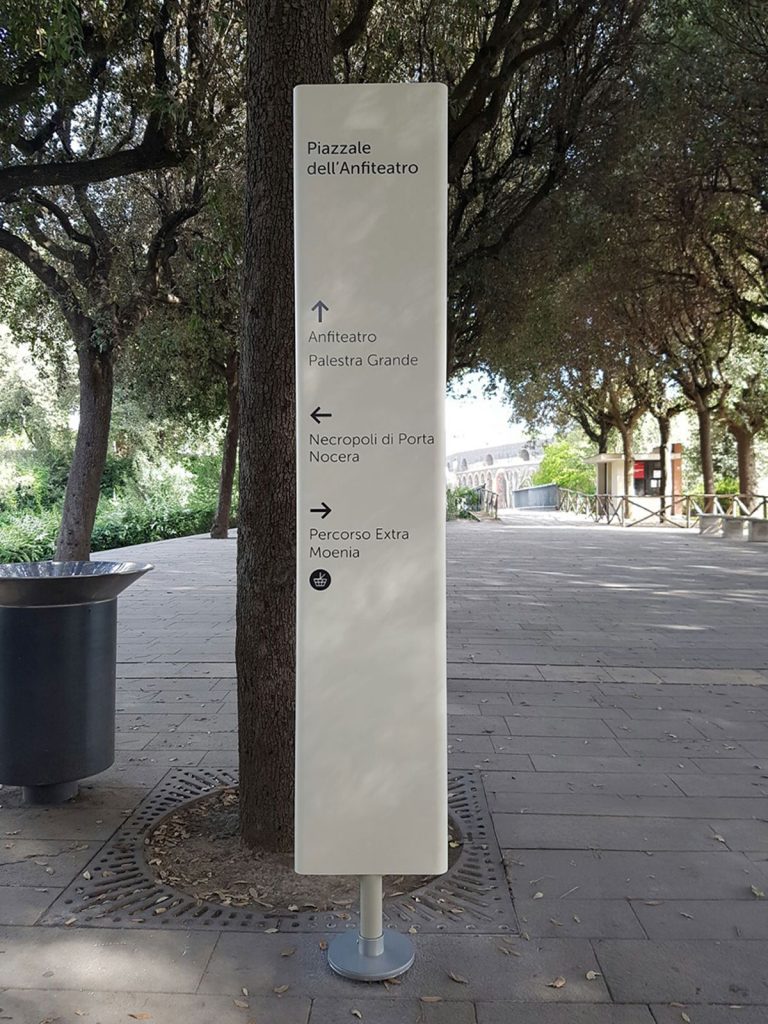 Piazzale
dell'Anfiteatro
↑
Anfiteatro
Palestra Grande
←
Necropoli di Porta
Nocera
→
Percorso Extra
Moenia